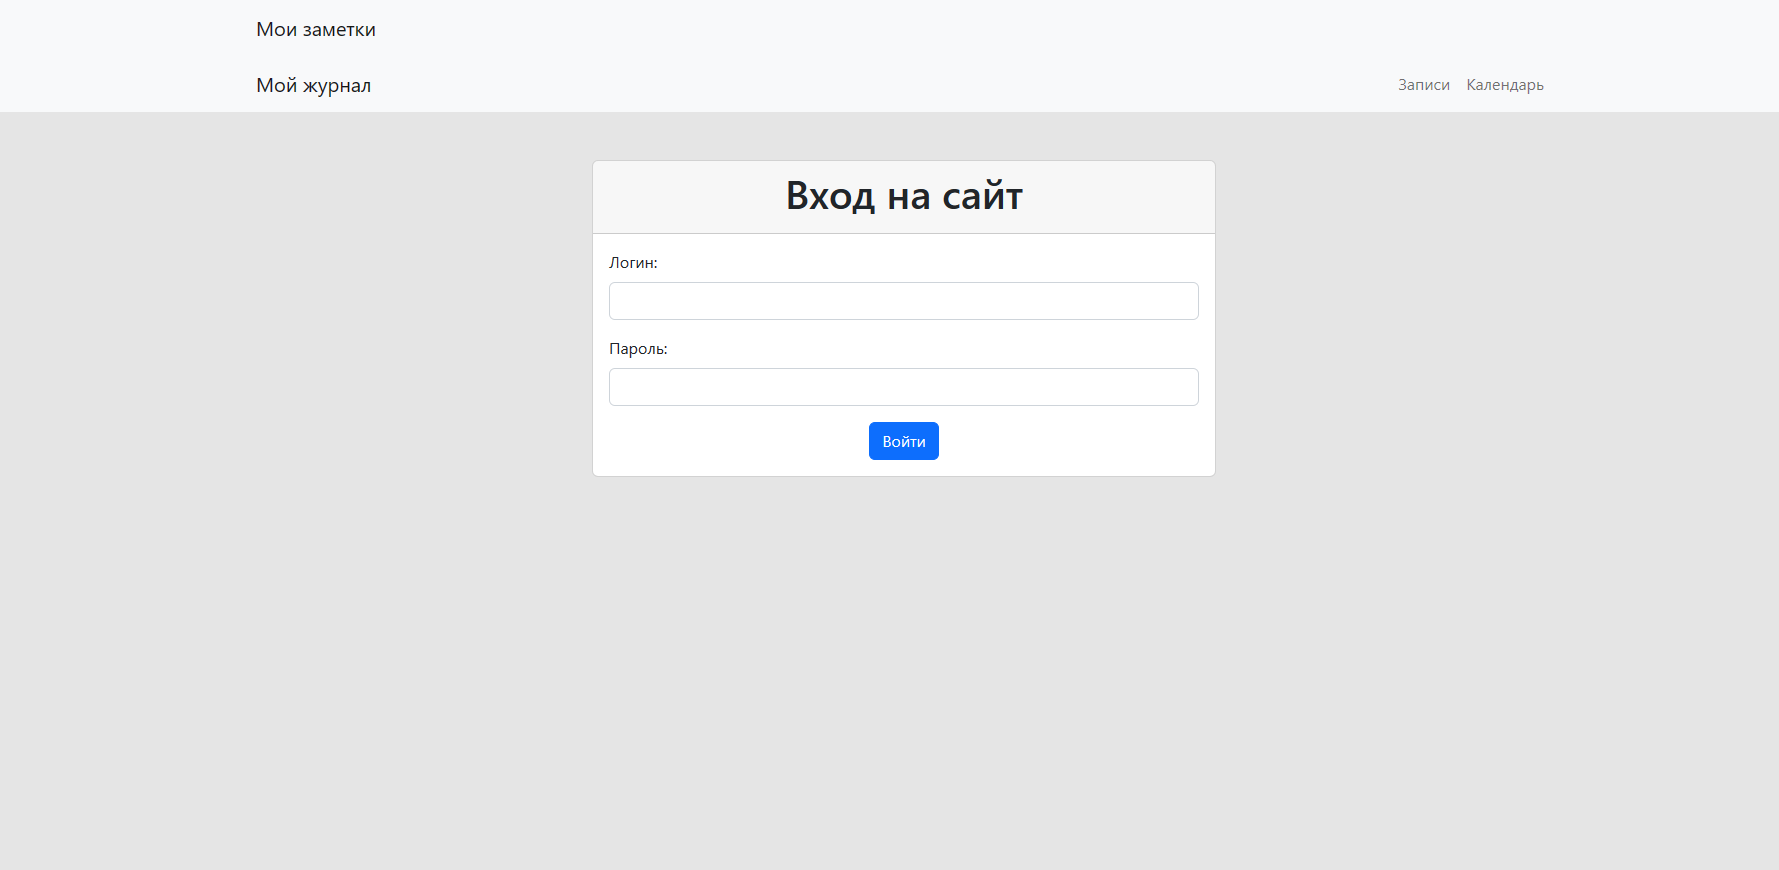 Мои заметки
Мой журнал
Записи Календарь
Вход на сайт
Логин:
Пароль:
Войти